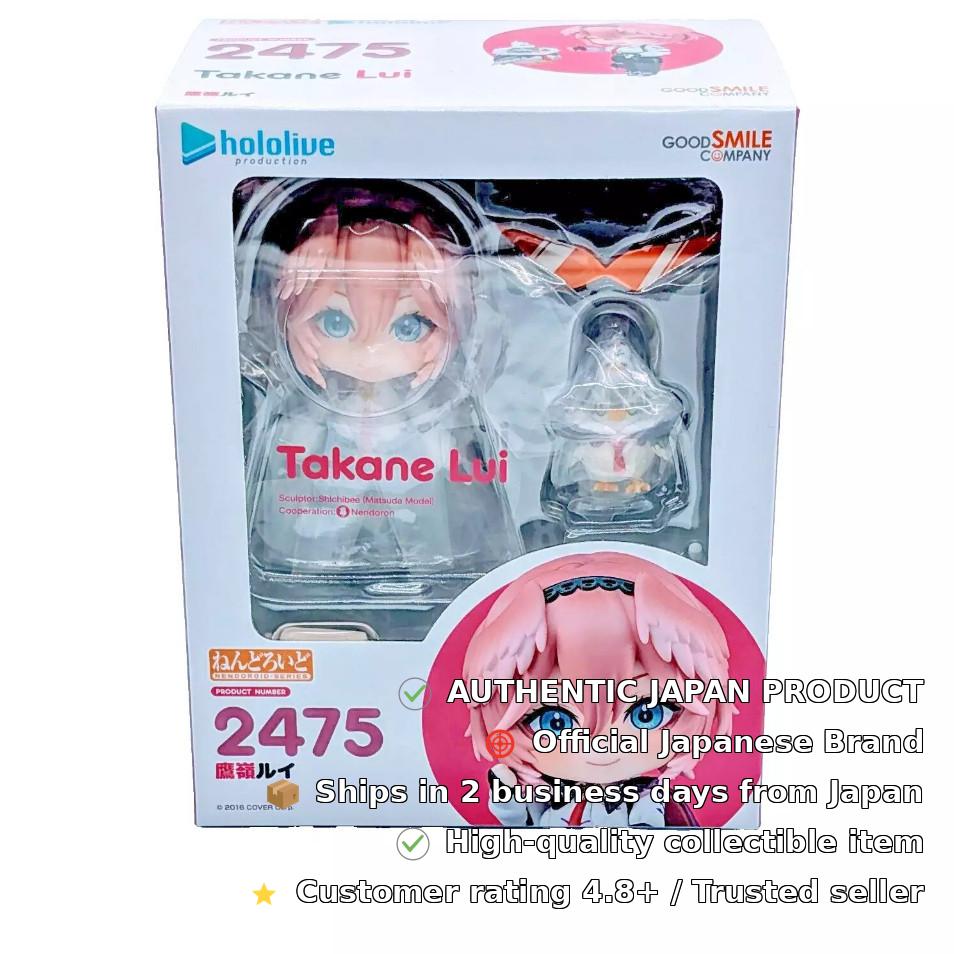 PRODUCT NUMBER
2475
Takane Lui
鷹嶺ルイ
GOOD SMILE
COMPANY
hololive
production
GOOD SMILE
COMPANY
Takane Lui
Sculptor:Shichibee (Matsuda Model)
Cooperation: Nendoron
ねんどろいど
NENDOROID·SERIES
PRODUCT NUMBER
2475
鷹嶺ルイ
© 2016 COVER
AUTHENTIC JAPAN PRODUCT
Official Japanese Brand
Ships in 2 business days from Japan
High-quality collectible item
Customer rating 4.8+ / Trusted seller